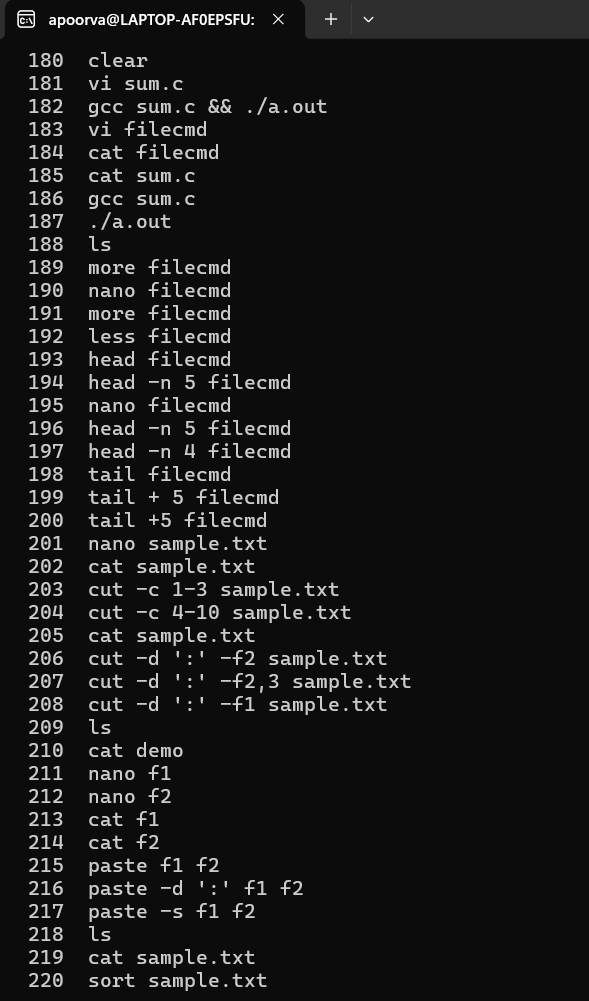 apoorva@LAPTOP-AF0EPSFU:
180 clear
181 vi sum.c
182 gcc sum.c && ./a.out
183 vi filecmd
184 cat filecmd
185 cat sum.c
186 gcc sum.c
187 ./a.out
188 ls
189 more filecmd
190 nano filecmd
191 more filecmd
192 less filecmd
193 head filecmd
194 head -n 5 filecmd
195 nano filecmd
196 head -n 5 filecmd
197 head -n 4 filecmd
198 tail filecmd
199 tail + 5 filecmd
200 tail +5 filecmd
201 nano sample.txt
202 cat sample.txt
203 cut -c 1-3 sample.txt
204 cut -c 4-10 sample.txt
205 cat sample.txt
206 cut -d ':' -f2 sample.txt
207 cut -d ':' -f2,3 sample.txt
208 cut -d ':' -f1 sample.txt
209 ls
210 cat demo
211 nano f1
212 nano f2
213 cat f1
214 cat f2
215 paste f1 f2
216 paste -d ':' f1 f2
217 paste -s f1 f2
218 ls
219 cat sample.txt
220 sort sample.txt